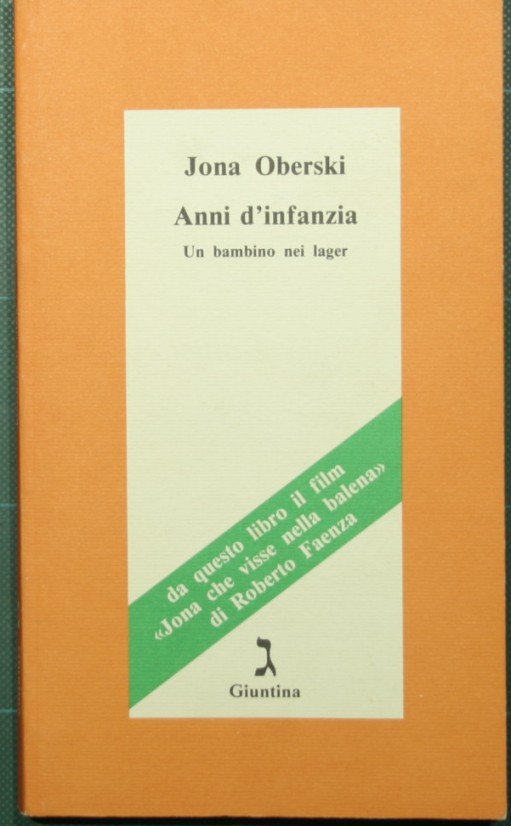 Jona Oberski
Anni d'infanzia
Un bambino nei lager
da questo libro il film
«Jona che visse nella balena»
di Roberto Faenza
ג
Giuntina